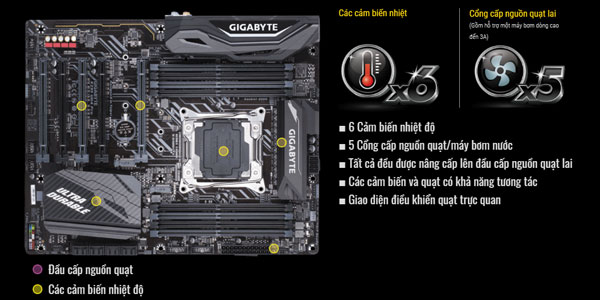 GIGABYTE
GIGABYTE
ULTRA
DURABLE
Đầu cấp nguồn quạt
Các cảm biến nhiệt độ
Các cảm biến nhiệt
x6
Cổng cấp nguồn quạt lai
(Gồm hỗ trợ một máy bơm dòng cao
đến 3A)
x5
■ 6 Cảm biến nhiệt độ
■ 5 Cổng cấp nguồn quạt/máy bơm nước
■ Tất cả đều được nâng cấp lên đầu cấp nguồn quạt lai
■ Các cảm biến và quạt có khả năng tương tác
■ Giao diện điều khiển quạt trực quan